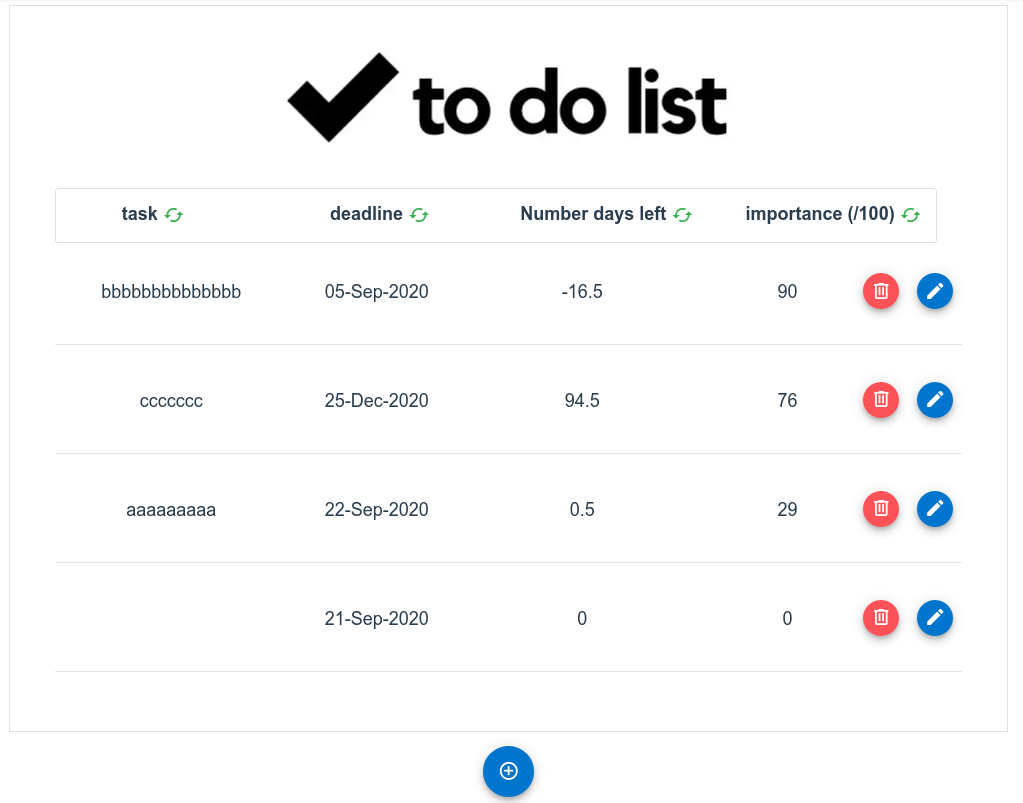 to do list
task deadline Number days left importance (/100)
bbbbbbbbbbbbbb 05-Sep-2020 -16.5 90
ccccccc 25-Dec-2020 94.5 76
aaaaaaaaa 22-Sep-2020 0.5 29
21-Sep-2020 0 0